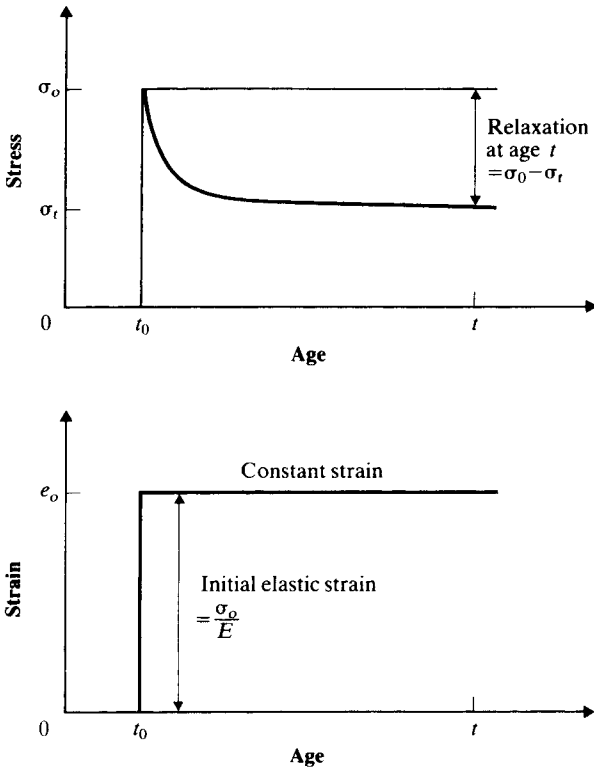 σo
Relaxation
at age t
=σ0−σt
Stress
σt
0
t0
t
Age
Constant strain
eo
Initial elastic strain
= σo
E
Strain
0
t0
t
Age